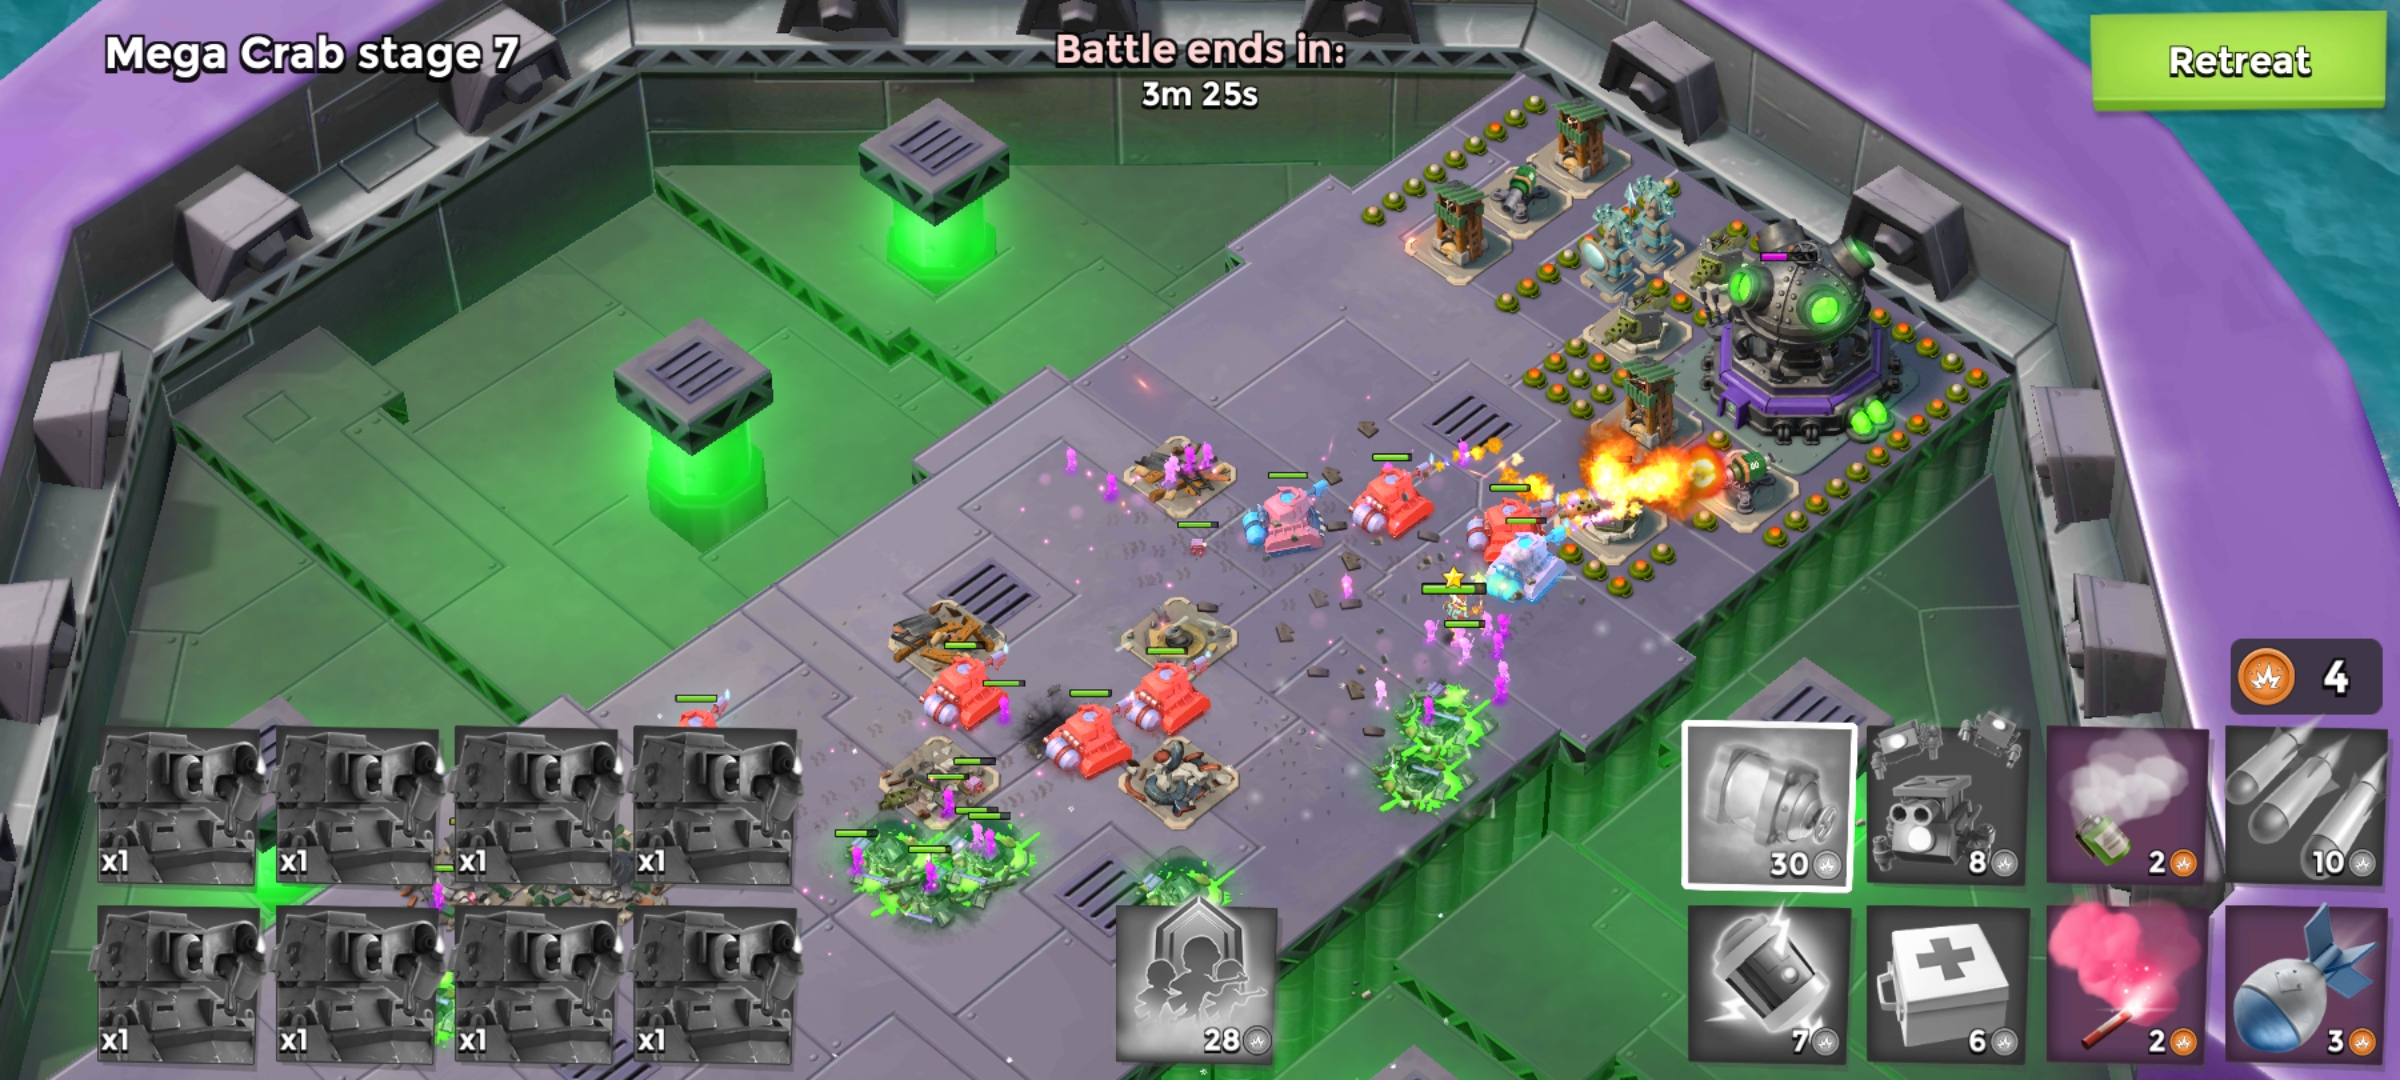 Mega Crab stage 7
Battle ends in:
3m 25s
Retreat
4
x1
x1
x1
x1
30
8
2
10
x1
x1
x1
x1
28
7
6
2
3